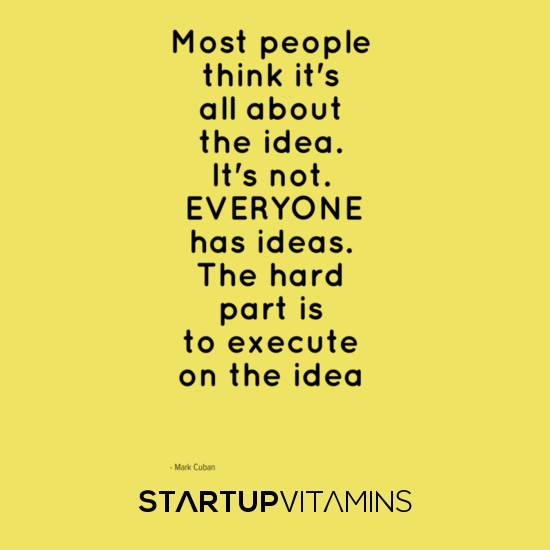 Most people
think it's
all about
the idea.
It's not.
EVERYONE
has ideas.
The hard
part is
to execute
on the idea
- Mark Cuban
STARTUPVITAMINS